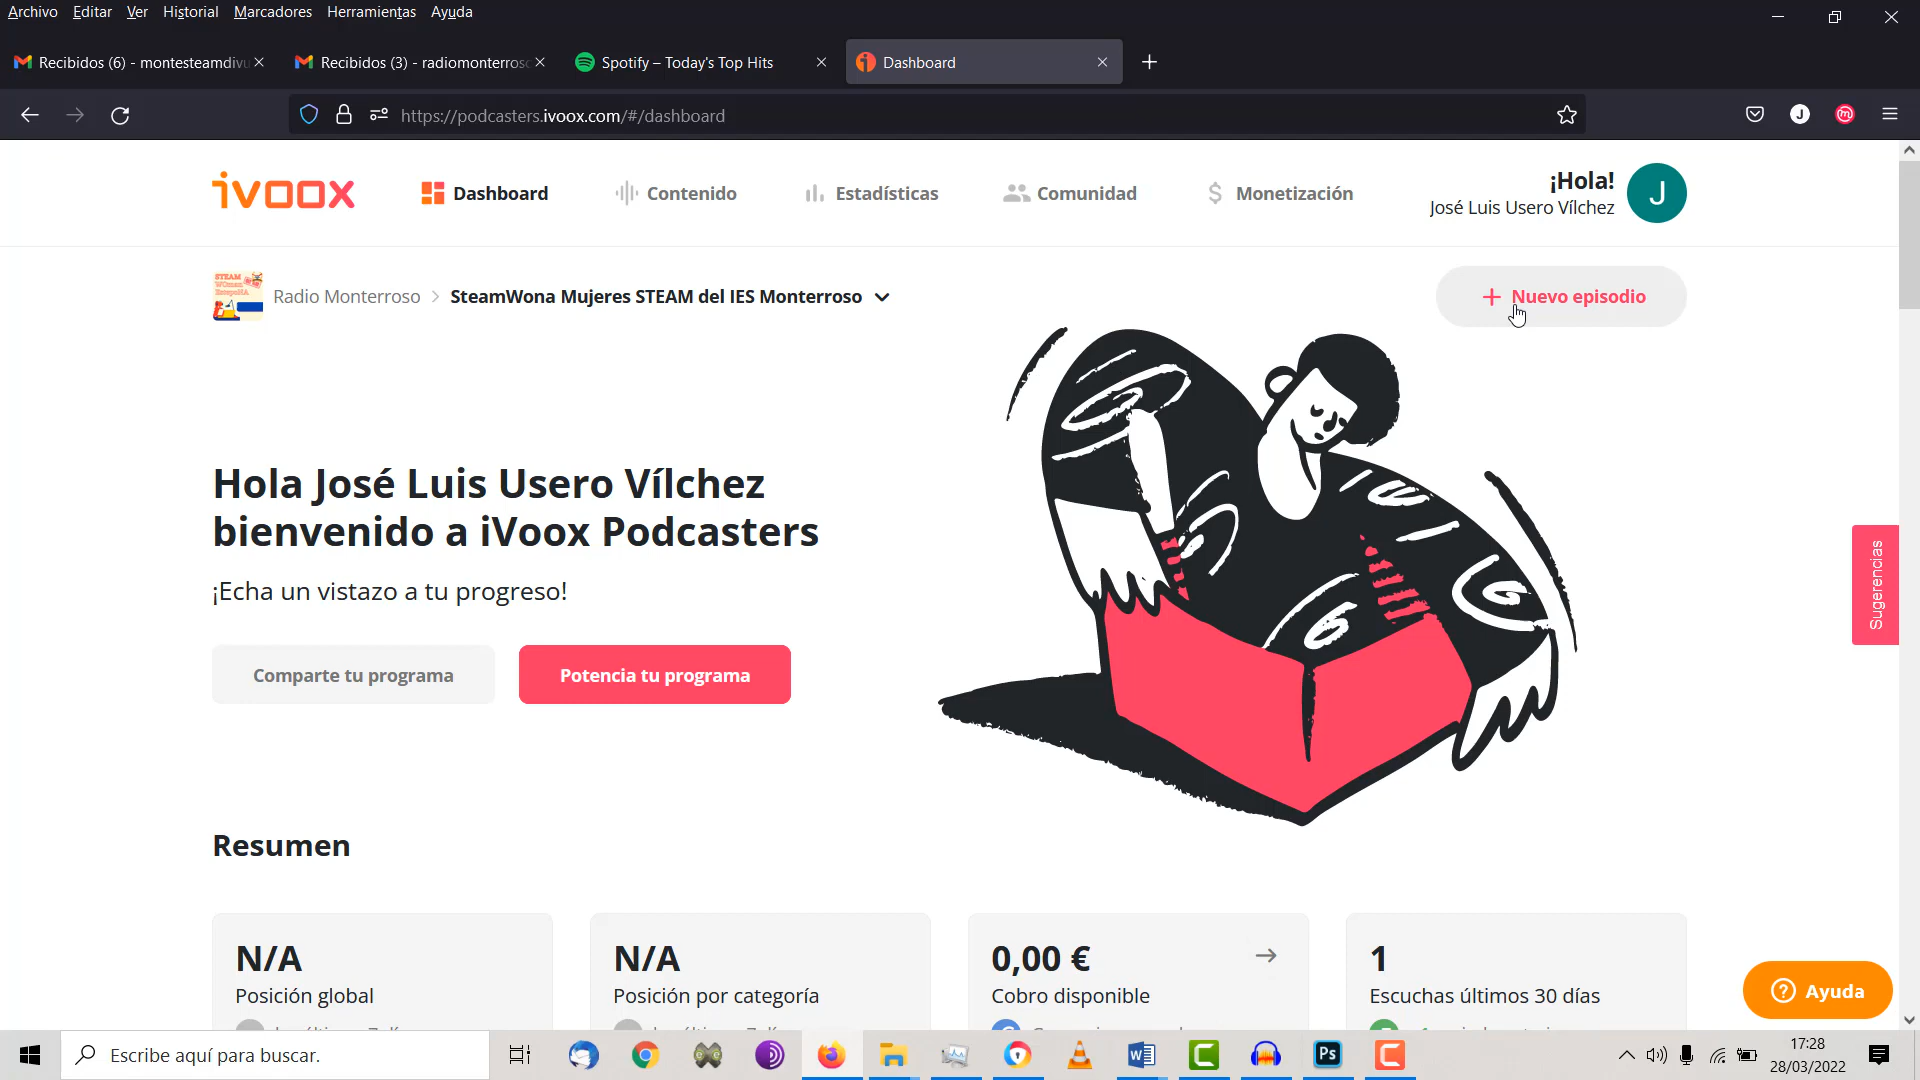 Archivo Editar Ver Historial Marcadores Herramientas Ayuda
Recibidos (6) - montesteamdivu
Recibidos (3) - radiomonterroso
Spotify – Today's Top Hits
Dashboard
https://podcasters.ivoox.com/#/dashboard
ivoox
Dashboard
Contenido
Estadísticas
Comunidad
Monetización
¡Hola!
José Luis Usero Vílchez
J
Radio Monterroso
SteamWona Mujeres STEAM del IES Monterroso
+ Nuevo episodio
Hola José Luis Usero Vílchez
bienvenido a iVoox Podcasters
¡Echa un vistazo a tu progreso!
Comparte tu programa
Potencia tu programa
Sugerencias
Resumen
N/A
Posición global
N/A
Posición por categoría
0,00 €
Cobro disponible
1
Escuchas últimos 30 días
Ayuda
Escribe aquí para buscar.
17:28
28/03/2022